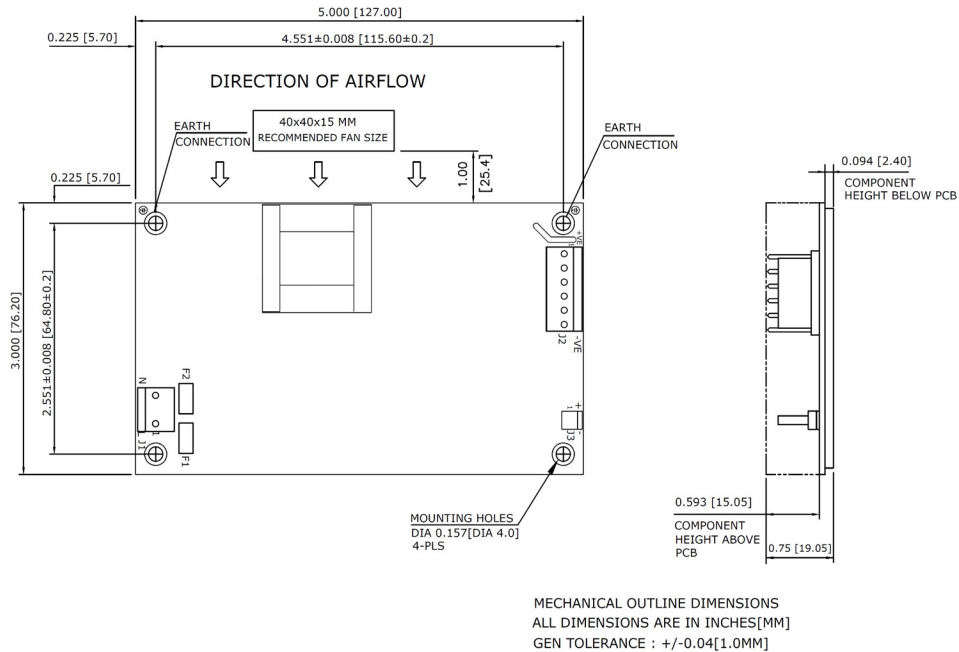 5.000 [127.00]
0.225 [5.70]
4.551±0.008 [115.60±0.2]
DIRECTION OF AIRFLOW
40x40x15 MM
RECOMMENDED FAN SIZE
EARTH
CONNECTION
EARTH
CONNECTION
1.00
[25.4]
0.225 [5.70]
0.094 [2.40]
COMPONENT
HEIGHT BELOW PCB
3.000 [76.20]
2.551±0.008 [64.80±0.2]
+VE
1
J2
-VE
N
F2
1
J1
F1
+
1
-
J3
MOUNTING HOLES
DIA 0.157[DIA 4.0]
4-PLS
0.593 [15.05]
COMPONENT
HEIGHT ABOVE
PCB
0.75 [19.05]
MECHANICAL OUTLINE DIMENSIONS
ALL DIMENSIONS ARE IN INCHES[MM]
GEN TOLERANCE : +/-0.04[1.0MM]